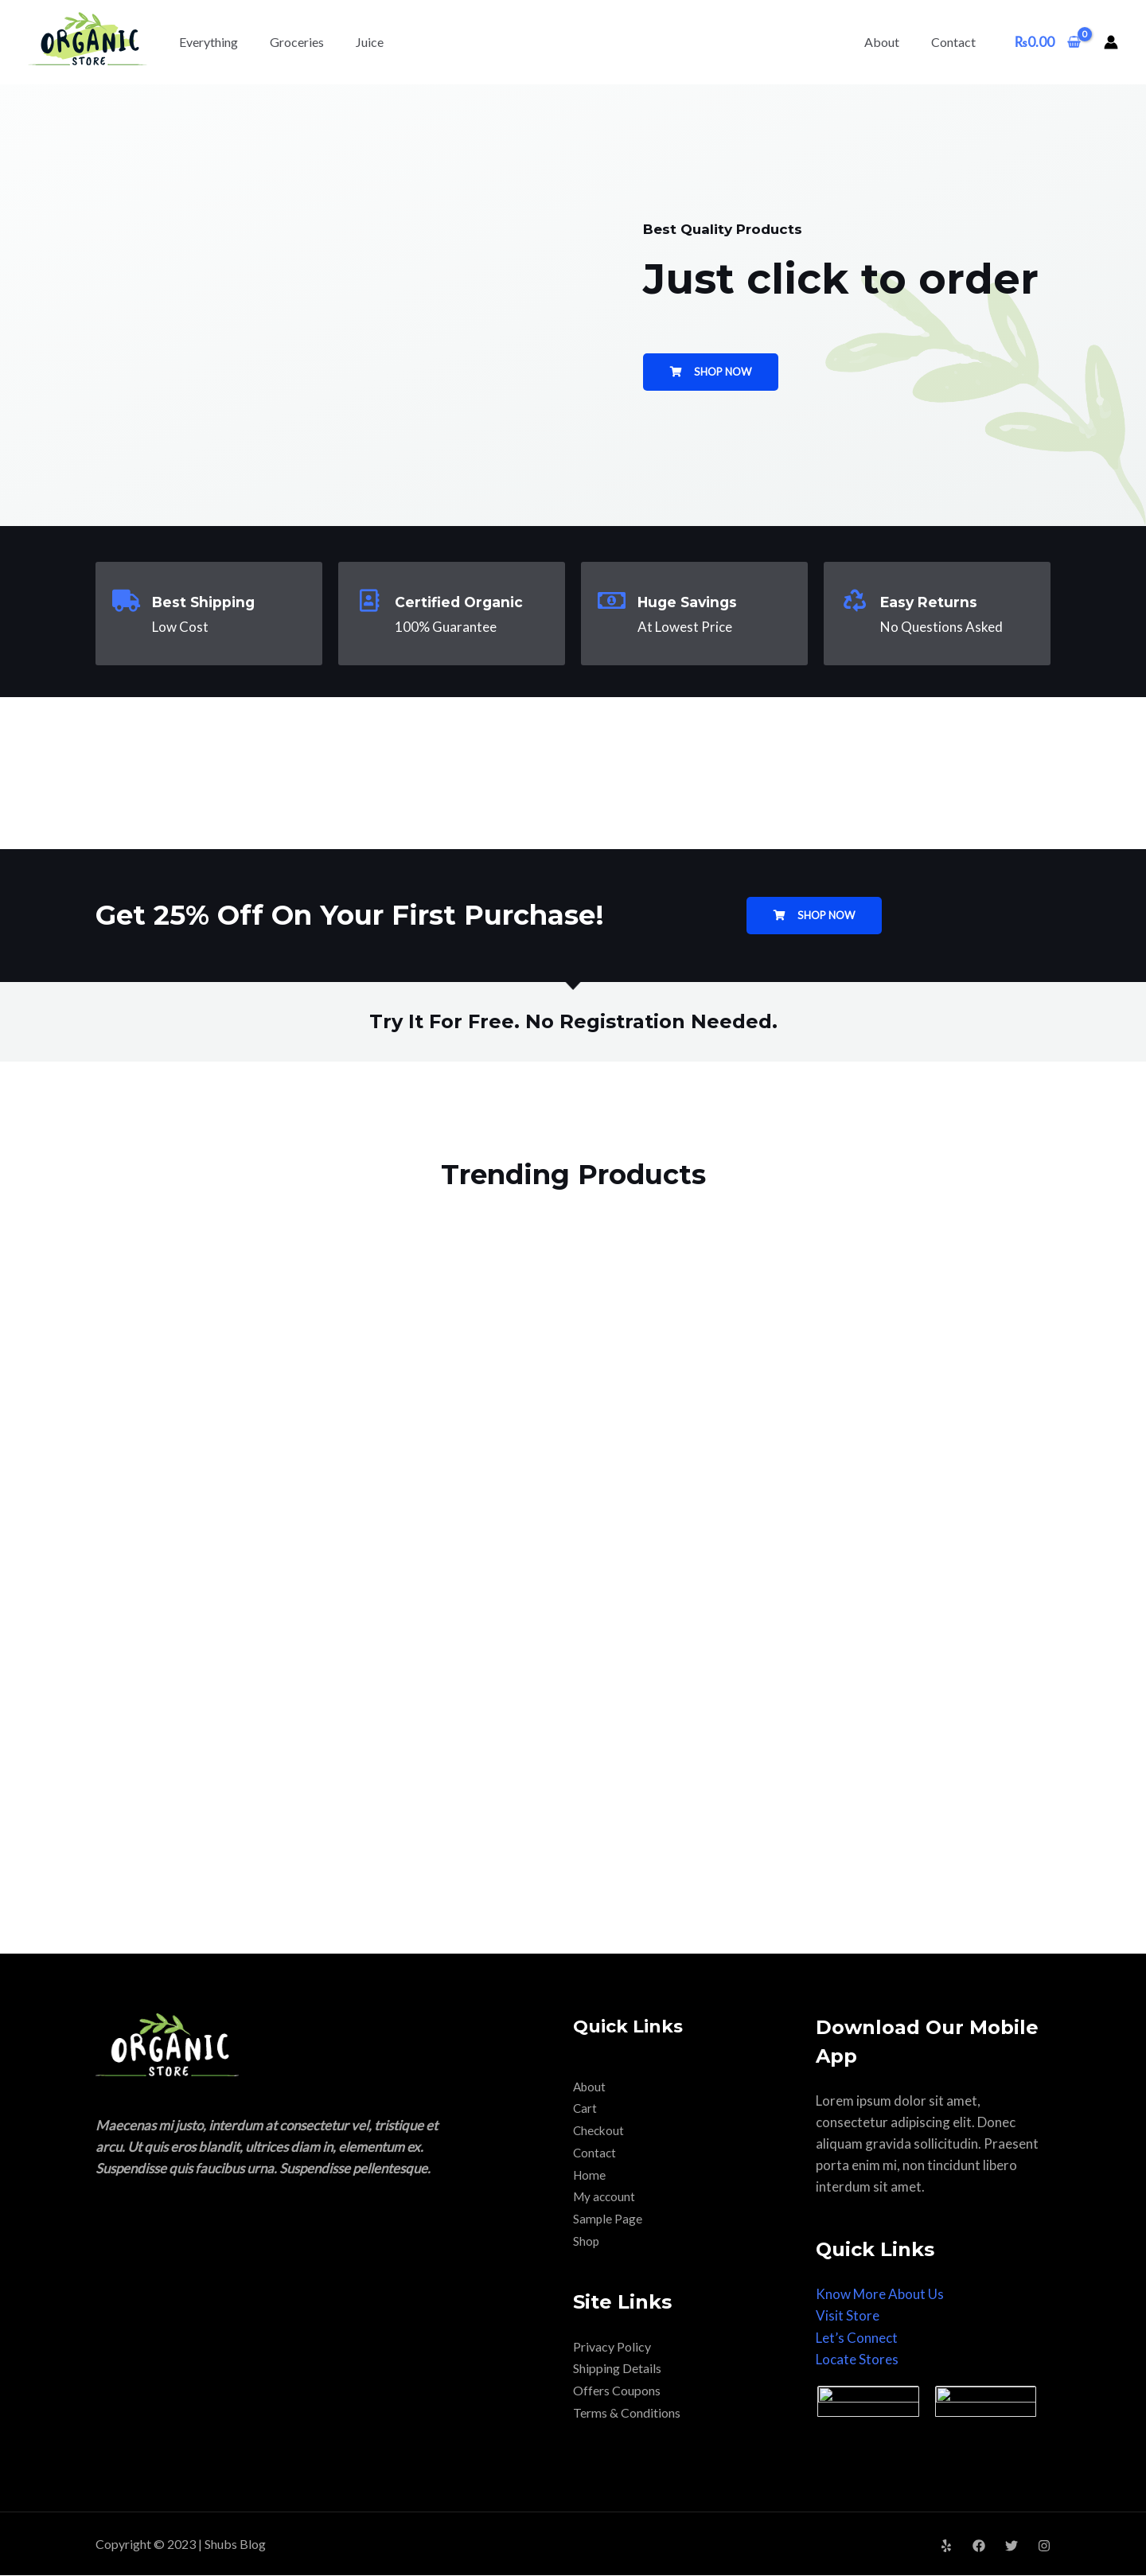 ORGANIC
STORE
Everything
Groceries
Juice
About
Contact
₨0.00
0
Best Quality Products
Just click to order
SHOP NOW
Best Shipping
Low Cost
Certified Organic
100% Guarantee
Huge Savings
At Lowest Price
Easy Returns
No Questions Asked
Get 25% Off On Your First Purchase!
SHOP NOW
Try It For Free. No Registration Needed.
Trending Products
ORGANIC
STORE
Maecenas mi justo, interdum at consectetur vel, tristique et
arcu. Ut quis eros blandit, ultrices diam in, elementum ex.
Suspendisse quis faucibus urna. Suspendisse pellentesque.
Quick Links
About
Cart
Checkout
Contact
Home
My account
Sample Page
Shop
Site Links
Privacy Policy
Shipping Details
Offers Coupons
Terms & Conditions
Download Our Mobile
App
Lorem ipsum dolor sit amet,
consectetur adipiscing elit. Donec
aliquam gravida sollicitudin. Praesent
porta enim mi, non tincidunt libero
interdum sit amet.
Quick Links
Know More About Us
Visit Store
Let’s Connect
Locate Stores
Copyright © 2023 | Shubs Blog